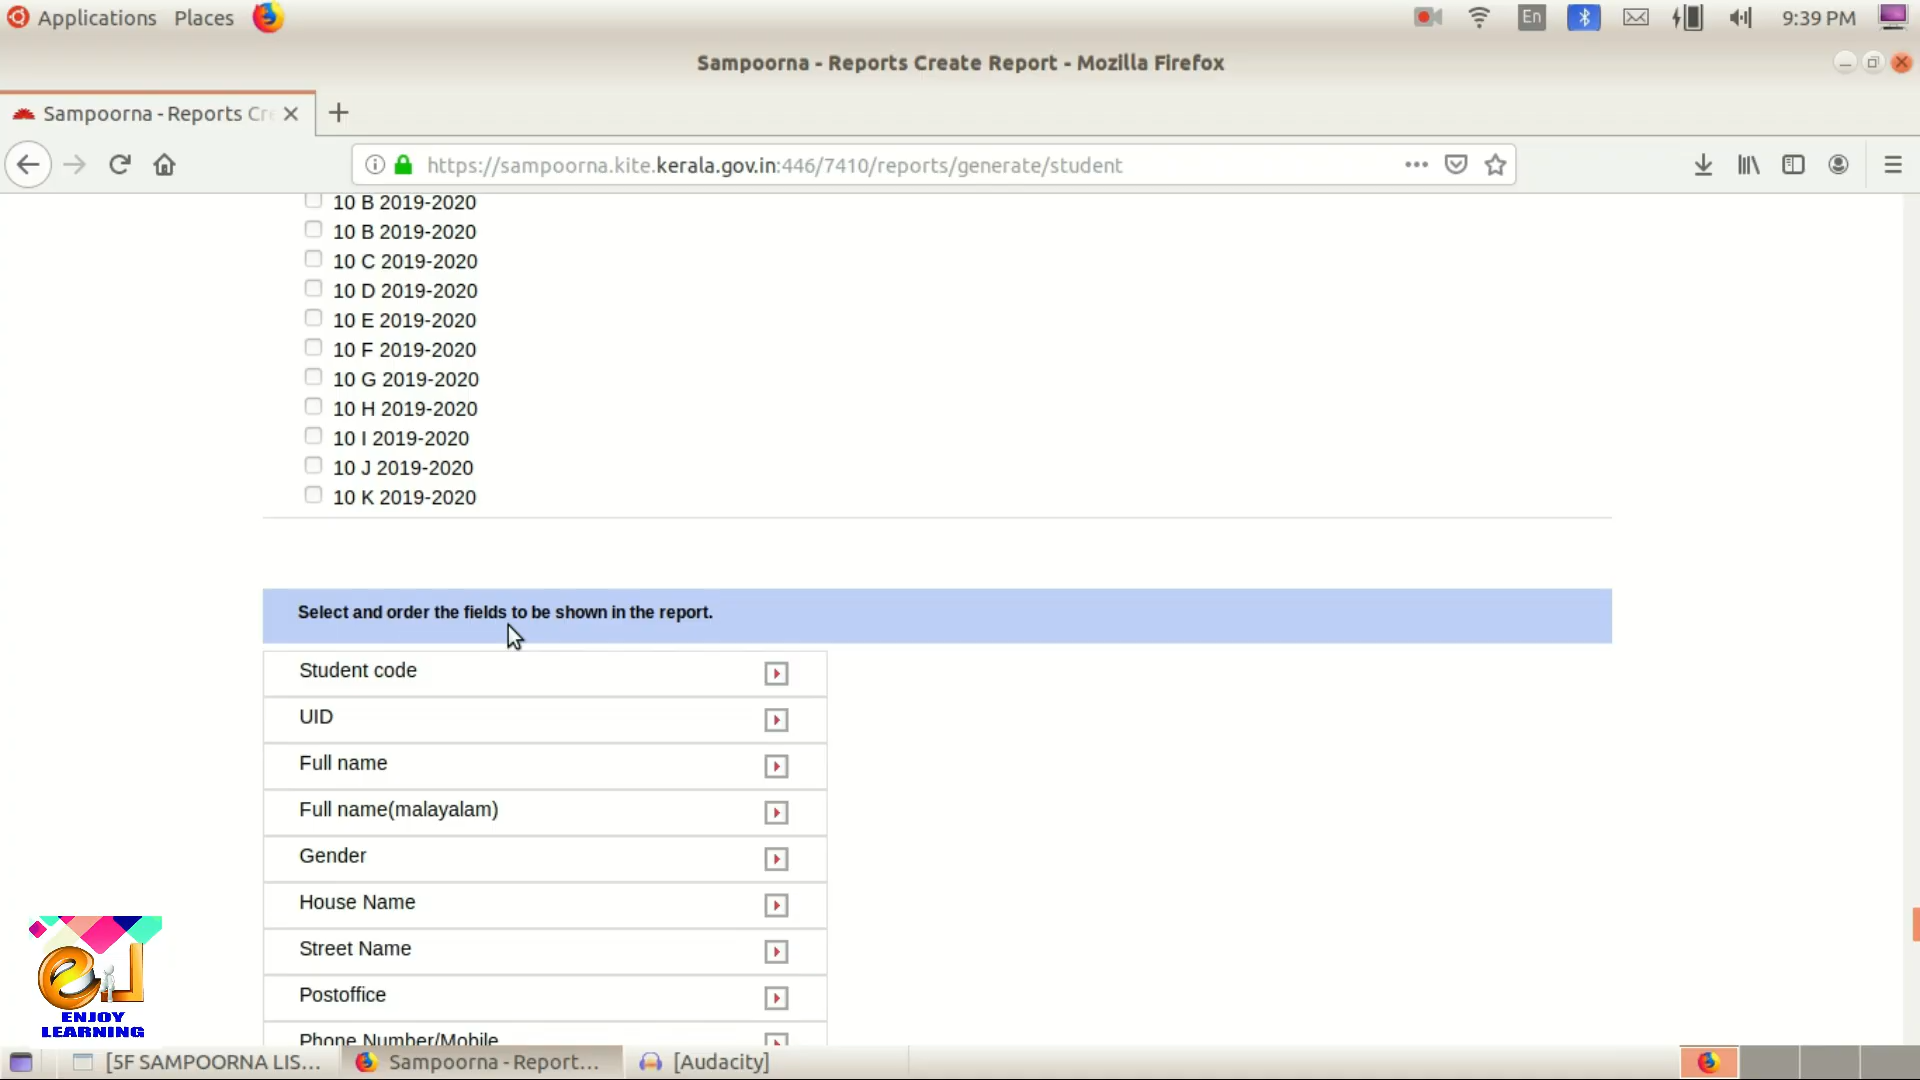 Applications Places En 9:39 PM
Sampoorna - Reports Create Report - Mozilla Firefox
Sampoorna - Reports Cre
https://sampoorna.kite.kerala.gov.in:446/7410/reports/generate/student
10 B 2019-2020
10 B 2019-2020
10 C 2019-2020
10 D 2019-2020
10 E 2019-2020
10 F 2019-2020
10 G 2019-2020
10 H 2019-2020
10 I 2019-2020
10 J 2019-2020
10 K 2019-2020
Select and order the fields to be shown in the report.
Student code
UID
Full name
Full name(malayalam)
Gender
House Name
Street Name
Postoffice
Phone Number/Mobile
eJ
ENJOY
LEARNING
[5F SAMPOORNA LIS... Sampoorna - Report... [Audacity]